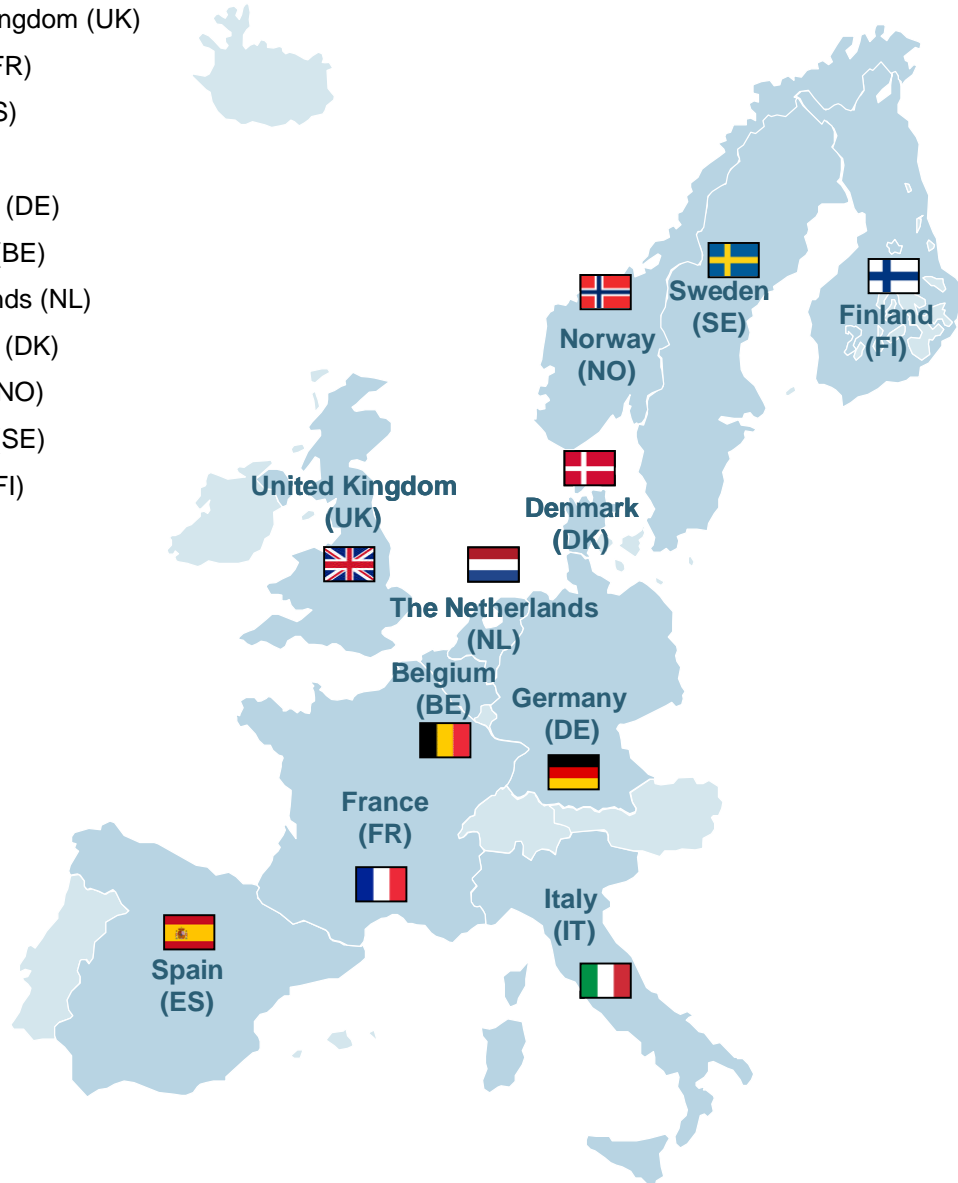 ngdom (UK)
FR)
S)
(DE)
(BE)
nds (NL)
(DK)
NO)
SE)
FI)
Sweden
(SE)
Finland
(FI)
Norway
(NO)
United Kingdom
(UK)
Denmark
(DK)
The Netherlands
(NL)
Belgium
(BE)
Germany
(DE)
France
(FR)
Italy
(IT)
Spain
(ES)